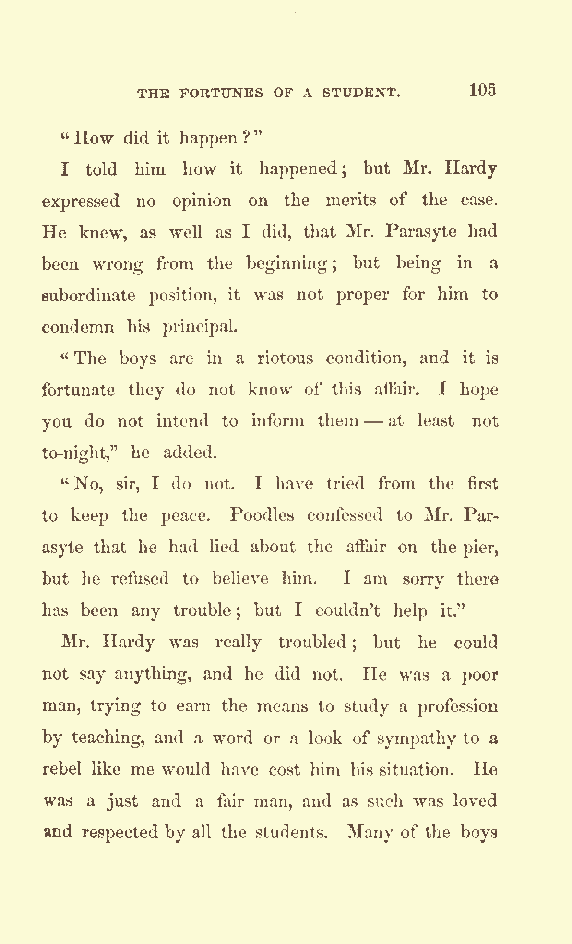 THE FORTUNES OF A STUDENT. 105
“How did it happen?”
I told him how it happened; but Mr. Hardy
expressed no opinion on the merits of the case.
He knew, as well as I did, that Mr. Parasyte had
been wrong from the beginning; but being in a
subordinate position, it was not proper for him to
condemn his principal.
“The boys are in a riotous condition, and it is
fortunate they do not know of this affair. I hope
you do not intend to inform them — at least not
to-night,” he added.
“No, sir, I do not. I have tried from the first
to keep the peace. Poodles confessed to Mr. Par-
asyte that he had lied about the affair on the pier,
but he refused to believe him. I am sorry there
has been any trouble; but I couldn’t help it.”
Mr. Hardy was really troubled; but he could
not say anything, and he did not. He was a poor
man, trying to earn the means to study a profession
by teaching, and a word or a look of sympathy to a
rebel like me would have cost him his situation. He
was a just and a fair man, and as such was loved
and respected by all the students. Many of the boys